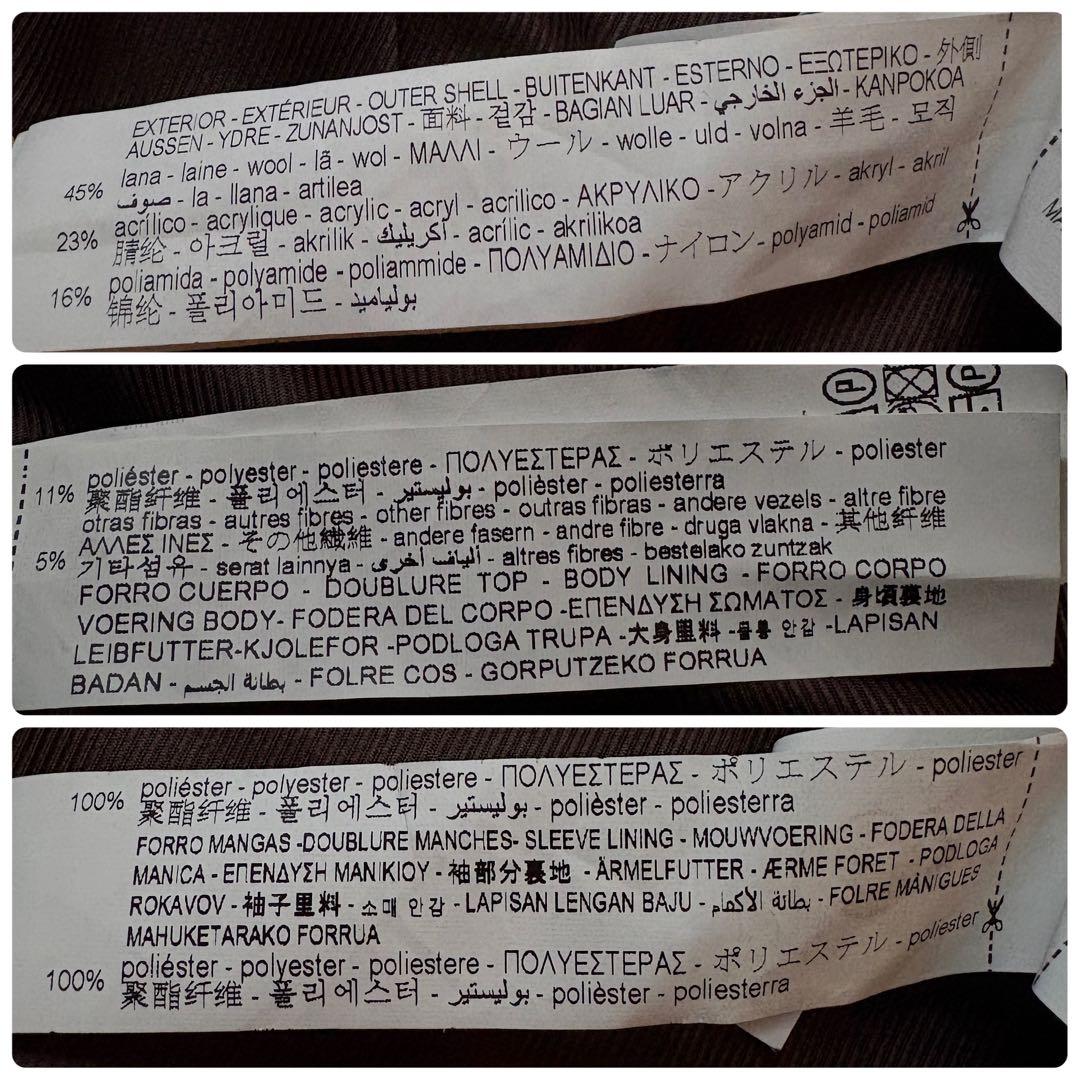 EXTERIOR - EXTÉRIEUR - OUTER SHELL - BUITENKANT - ESTERNO - ΕΞΩΤΕΡΙΚΟ - 外側
AUSSEN - YDRE - ZUNANJOST - 面料 - 겉감 - BAGIAN LUAR - الجزء الخارجي - KANPOKOA
45% lana - laine - wool - lã - wol - ΜΑΛΛΙ - ウール - wolle - uld - volna - 羊毛 - 모직
صوف - la - llana - artilea
23% acrílico - acrylique - acrylic - acryl - acrilico - ΑΚΡΥΛΙΚΟ - アクリル - akryl - akril
腈纶 - 아크릴 - akrilik - أكريليك - acrílic - akrilikoa
16% poliamida - polyamide - poliammide - ΠΟΛΥΑΜΙΔΙΟ - ナイロン - polyamid - poliamid
锦纶 - 폴리아미드 - بولياميد
11% poliéster - polyester - poliestere - ΠΟΛΥΕΣΤΕΡΑΣ - ポリエステル - poliester
聚酯纤维 - 폴리에스터 - بوليستير - polièster - poliesterra
5% otras fibras - autres fibres - other fibres - outras fibras - andere vezels - altre fibre
ΑΛΛΕΣ ΙΝΕΣ - その他繊維 - andere fasern - andre fibre - druga vlakna - 其他纤维
기타섬유 - serat lainnya - ألياف أخرى - altres fibres - bestelako zuntzak
FORRO CUERPO - DOUBLURE TOP - BODY LINING - FORRO CORPO
VOERING BODY- FODERA DEL CORPO -ΕΠΕΝΔΥΣΗ ΣΩΜΑΤΟΣ - 身頃裏地
LEIBFUTTER-KJOLEFOR -PODLOGA TRUPA -大身里料 -몸통 안감 -LAPISAN
BADAN - بطانة الجسم - FOLRE COS - GORPUTZEKO FORRUA
100% poliéster - polyester - poliestere - ΠΟΛΥΕΣΤΕΡΑΣ - ポリエステル - poliester
聚酯纤维 - 폴리에스터 - بوليستير - polièster - poliesterra
FORRO MANGAS -DOUBLURE MANCHES- SLEEVE LINING - MOUWVOERING - FODERA DELLA
MANICA - ΕΠΕΝΔΥΣΗ ΜΑΝΙΚΙΟΥ - 袖部分裏地 - ÄRMELFUTTER - ÆRME FORET - PODLOGA
ROKAVOV - 袖子里料 - 소매 안감 - LAPISAN LENGAN BAJU - بطانة الأكمام - FOLRE MÀNIGUES
MAHUKETARAKO FORRUA
100% poliéster - polyester - poliestere - ΠΟΛΥΕΣΤΕΡΑΣ - ポリエステル - poliester
聚酯纤维 - 폴리에스터 - بوليستير - polièster - poliesterra